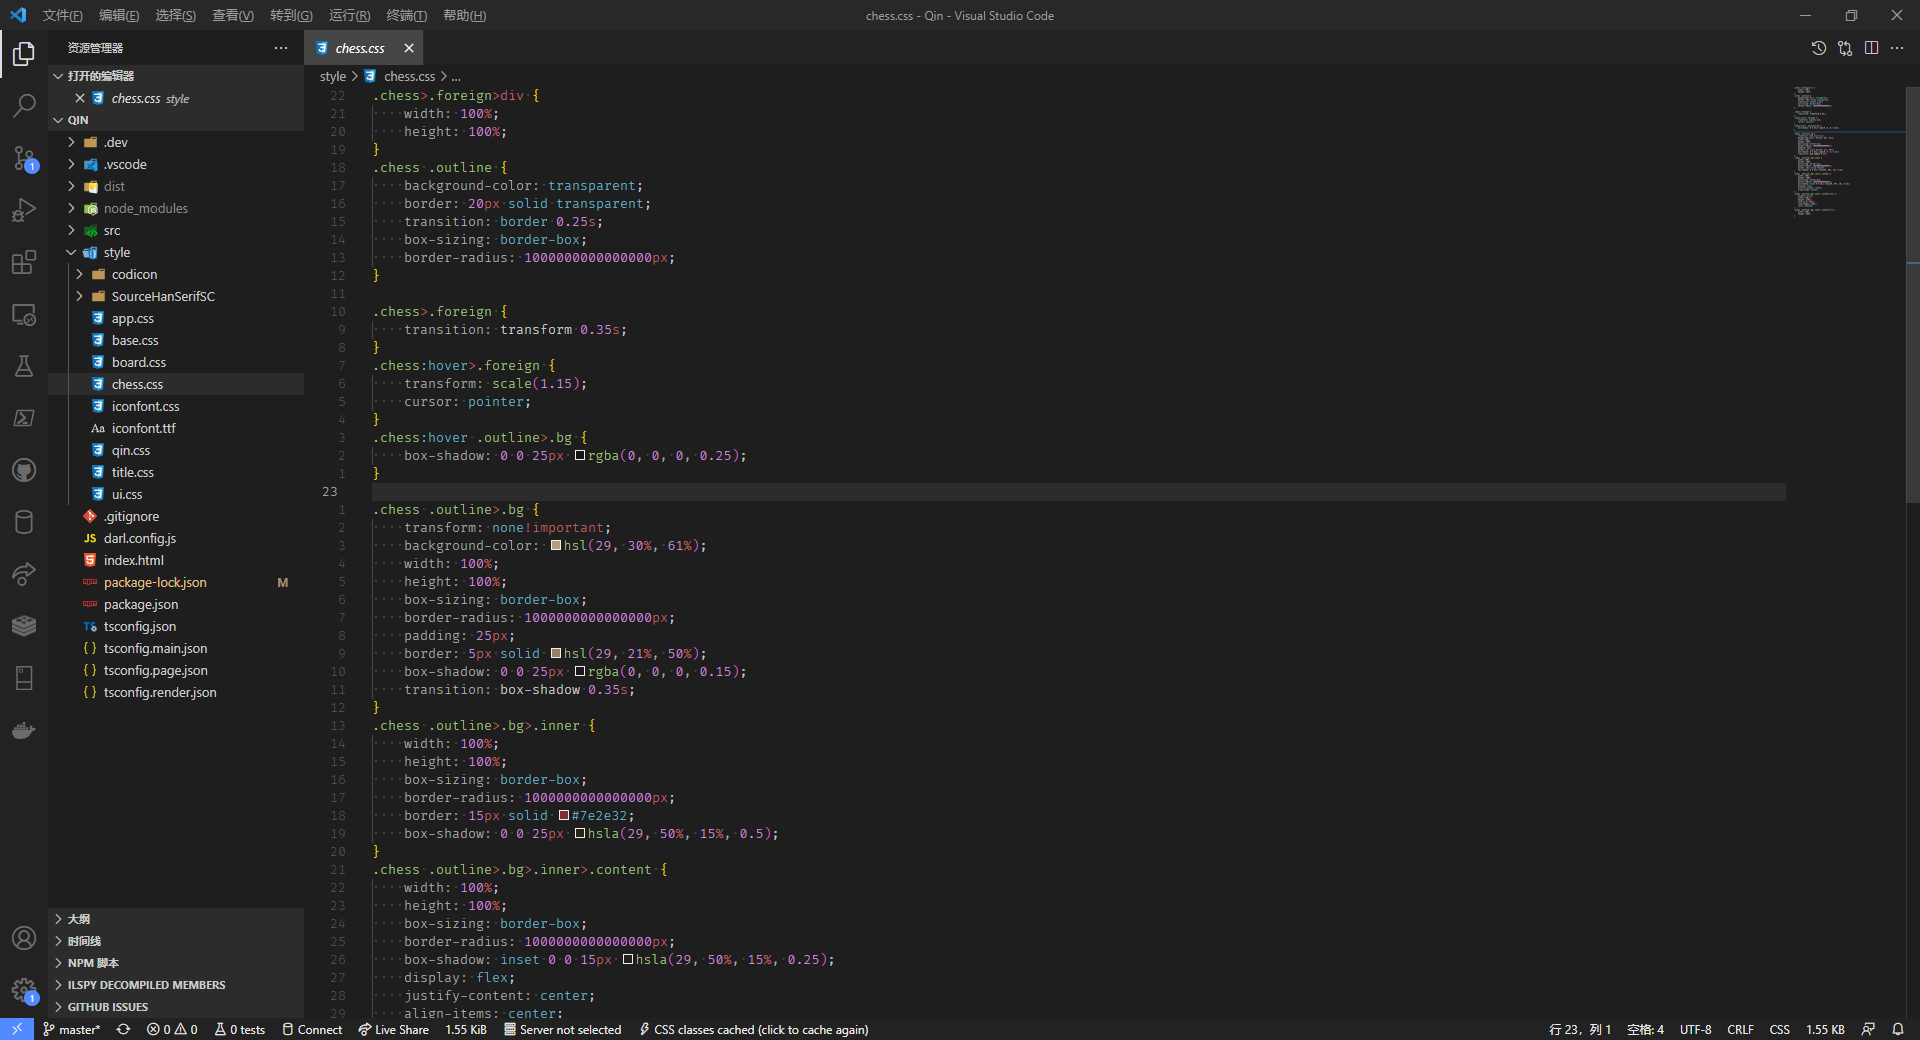 文件(F) 编辑(E) 选择(S) 查看(V) 转到(G) 运行(R) 终端(T) 帮助(H)
chess.css - Qin - Visual Studio Code
资源管理器
打开的编辑器
chess.css style
QIN
.dev
.vscode
dist
node_modules
src
style
codicon
SourceHanSerifSC
app.css
base.css
board.css
chess.css
iconfont.css
Aa iconfont.ttf
qin.css
title.css
ui.css
.gitignore
JS darl.config.js
index.html
package-lock.json M
package.json
TS tsconfig.json
{ } tsconfig.main.json
{ } tsconfig.page.json
{ } tsconfig.render.json
大纲
时间线
NPM 脚本
ILSPY DECOMPILED MEMBERS
GITHUB ISSUES
1
1
chess.css
style > chess.css > ...
22 .chess>.foreign>div {
21 ····width:·100%;
20 ····height:·100%;
19 }
18 .chess·.outline·{
17 ····background-color:·transparent;
16 ····border:·20px·solid·transparent;
15 ····transition:·border·0.25s;
14 ····box-sizing:·border-box;
13 ····border-radius:·1000000000000000px;
12 }
11
10 .chess>.foreign·{
9 ····transition:·transform·0.35s;
8 }
7 .chess:hover>.foreign·{
6 ····transform:·scale(1.15);
5 ····cursor:·pointer;
4 }
3 .chess:hover·.outline>.bg·{
2 ····box-shadow:·0·0·25px·rgba(0,·0,·0,·0.25);
1 }
23
1 .chess·.outline>.bg·{
2 ····transform:·none!important;
3 ····background-color:·hsl(29,·30%,·61%);
4 ····width:·100%;
5 ····height:·100%;
6 ····box-sizing:·border-box;
7 ····border-radius:·1000000000000000px;
8 ····padding:·25px;
9 ····border:·5px·solid·hsl(29,·21%,·50%);
10 ····box-shadow:·0·0·25px·rgba(0,·0,·0,·0.15);
11 ····transition:·box-shadow·0.35s;
12 }
13 .chess·.outline>.bg>.inner·{
14 ····width:·100%;
15 ····height:·100%;
16 ····box-sizing:·border-box;
17 ····border-radius:·1000000000000000px;
18 ····border:·15px·solid·#7e2e32;
19 ····box-shadow:·0·0·25px·hsla(29,·50%,·15%,·0.5);
20 }
21 .chess·.outline>.bg>.inner>.content·{
22 ····width:·100%;
23 ····height:·100%;
24 ····box-sizing:·border-box;
25 ····border-radius:·1000000000000000px;
26 ····box-shadow:·inset·0·0·15px·hsla(29,·50%,·15%,·0.25);
27 ····display:·flex;
28 ····justify-content:·center;
29 ····align-items:·center;
master* 0 0 0 tests Connect Live Share 1.55 KiB Server not selected CSS classes cached (click to cache again) 行 23，列 1 空格: 4 UTF-8 CRLF CSS 1.55 KB